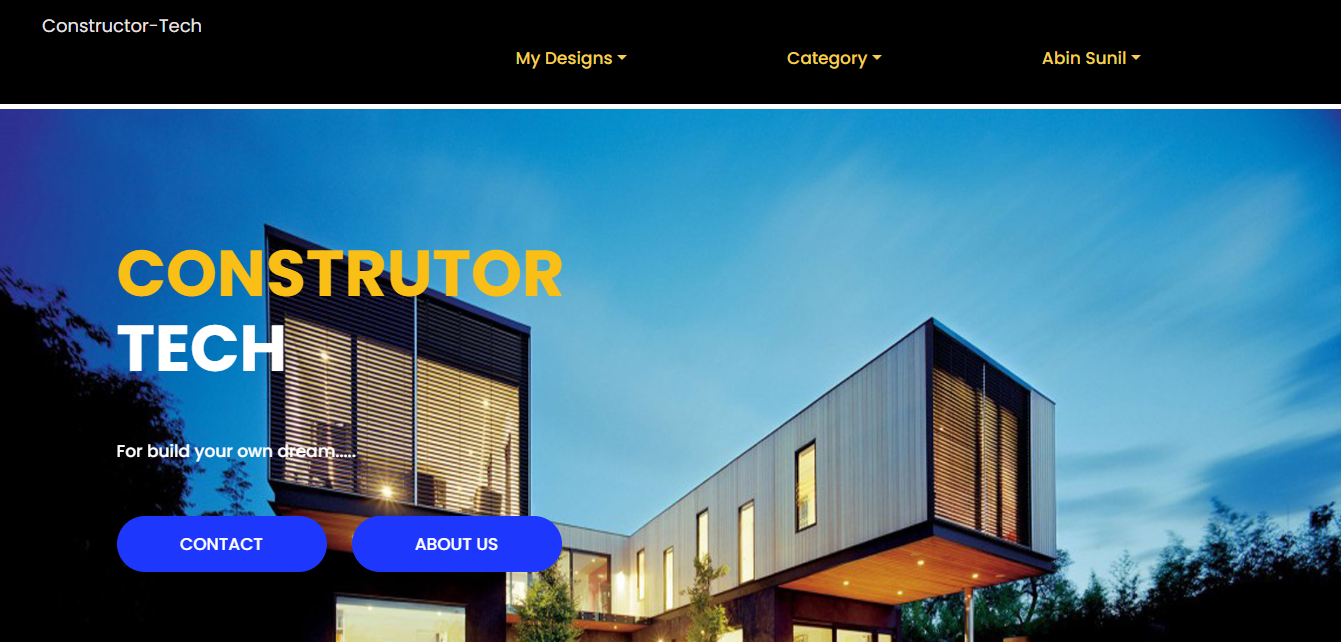 Constructor-Tech
My Designs
Category
Abin Sunil
CONSTRUTOR
TECH
For build your own dream.....
CONTACT
ABOUT US